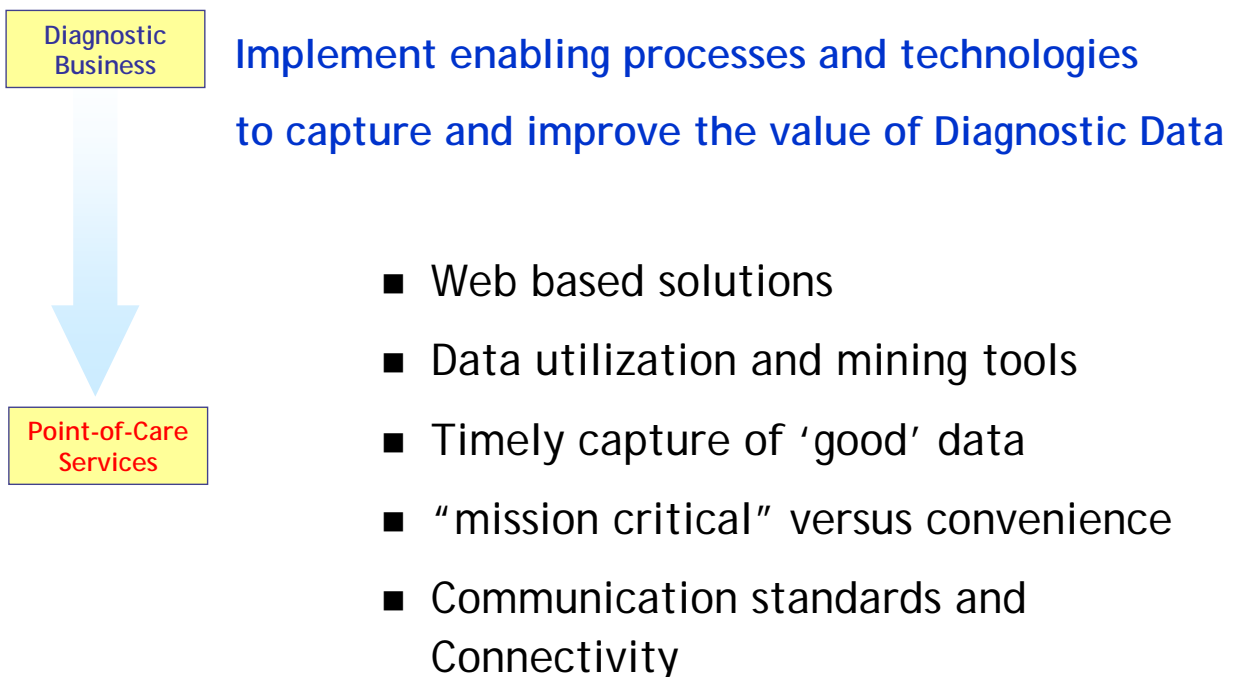 Diagnostic
Business
Implement enabling processes and technologies
to capture and improve the value of Diagnostic Data
■ Web based solutions
■ Data utilization and mining tools
Point-of-Care
Services
■ Timely capture of ‘good’ data
■ “mission critical” versus convenience
■ Communication standards and
Connectivity